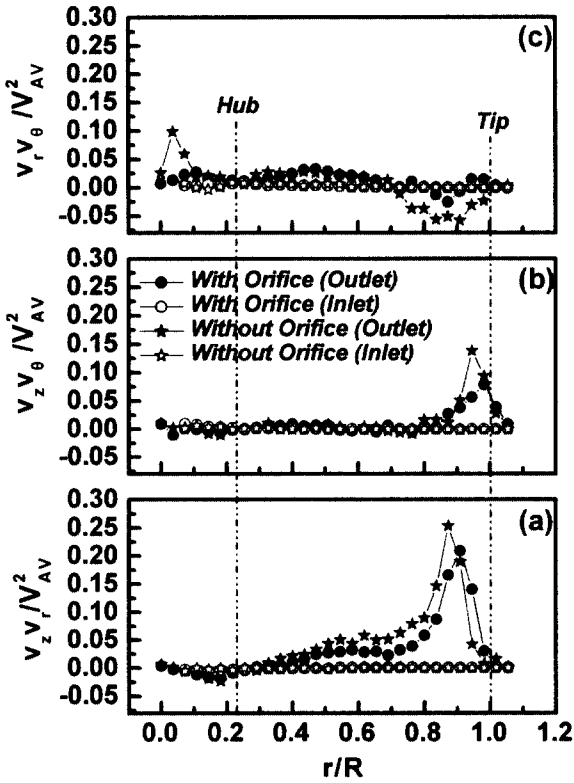 0.30
0.25
0.20
0.15
0.10
0.05
0.00
-0.05
v_r v_θ /V²_AV
(c)
Hub
Tip
0.30
0.25
0.20
0.15
0.10
0.05
0.00
-0.05
v_z v_θ /V²_AV
(b)
With Orifice (Outlet)
With Orifice (Inlet)
Without Orifice (Outlet)
Without Orifice (Inlet)
0.30
0.25
0.20
0.15
0.10
0.05
0.00
-0.05
v_z v_r /V²_AV
(a)
0.0 0.2 0.4 0.6 0.8 1.0 1.2
r/R